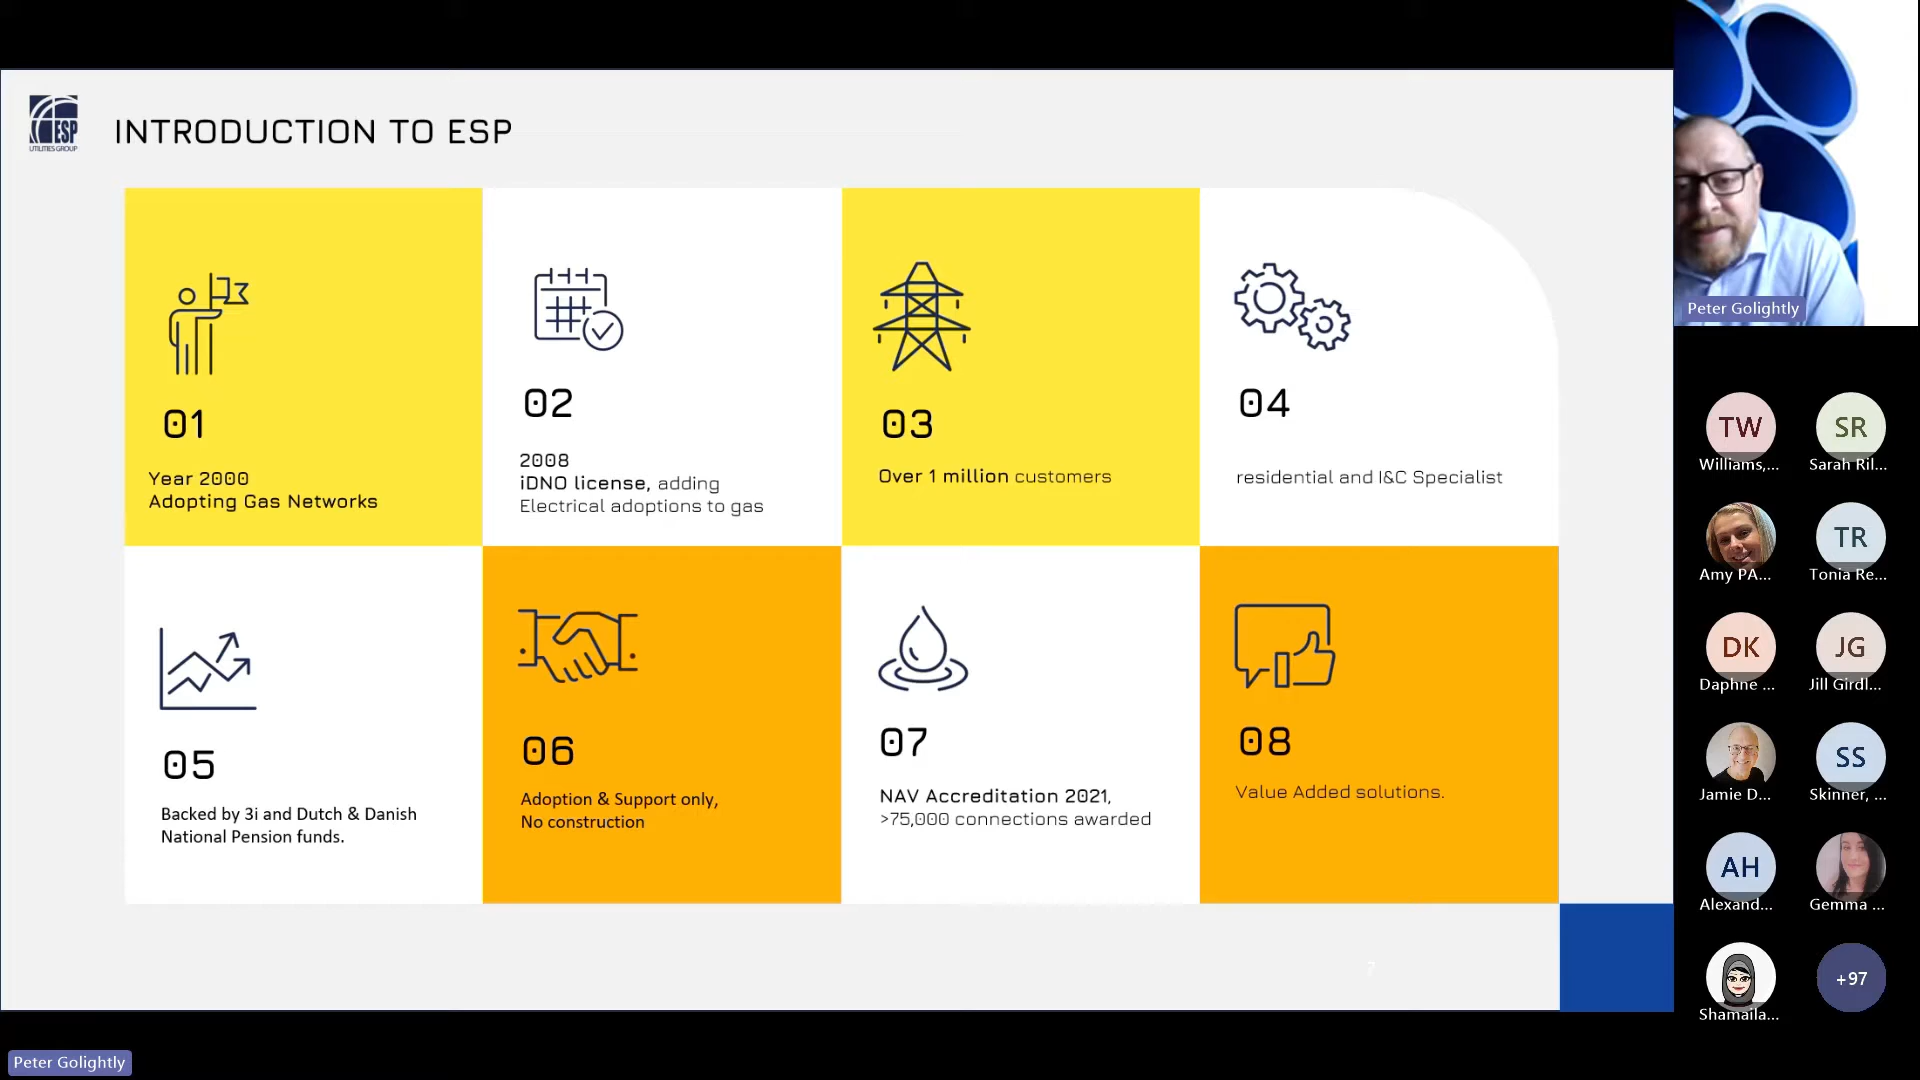 ESP
UTILITIES GROUP
INTRODUCTION TO ESP
01
Year 2000
Adopting Gas Networks
02
2008
iDNO license, adding
Electrical adoptions to gas
03
Over 1 million customers
04
residential and I&C Specialist
05
Backed by 3i and Dutch & Danish
National Pension funds.
06
Adoption & Support only,
No construction
07
NAV Accreditation 2021,
>75,000 connections awarded
08
Value Added solutions.
7
Peter Golightly
TW
Williams,...
SR
Sarah Ril...
Amy PA...
TR
Tonia Re...
DK
Daphne ...
JG
Jill Girdl...
Jamie D...
SS
Skinner, ...
AH
Alexand...
Gemma ...
Shamaila...
+97
Peter Golightly